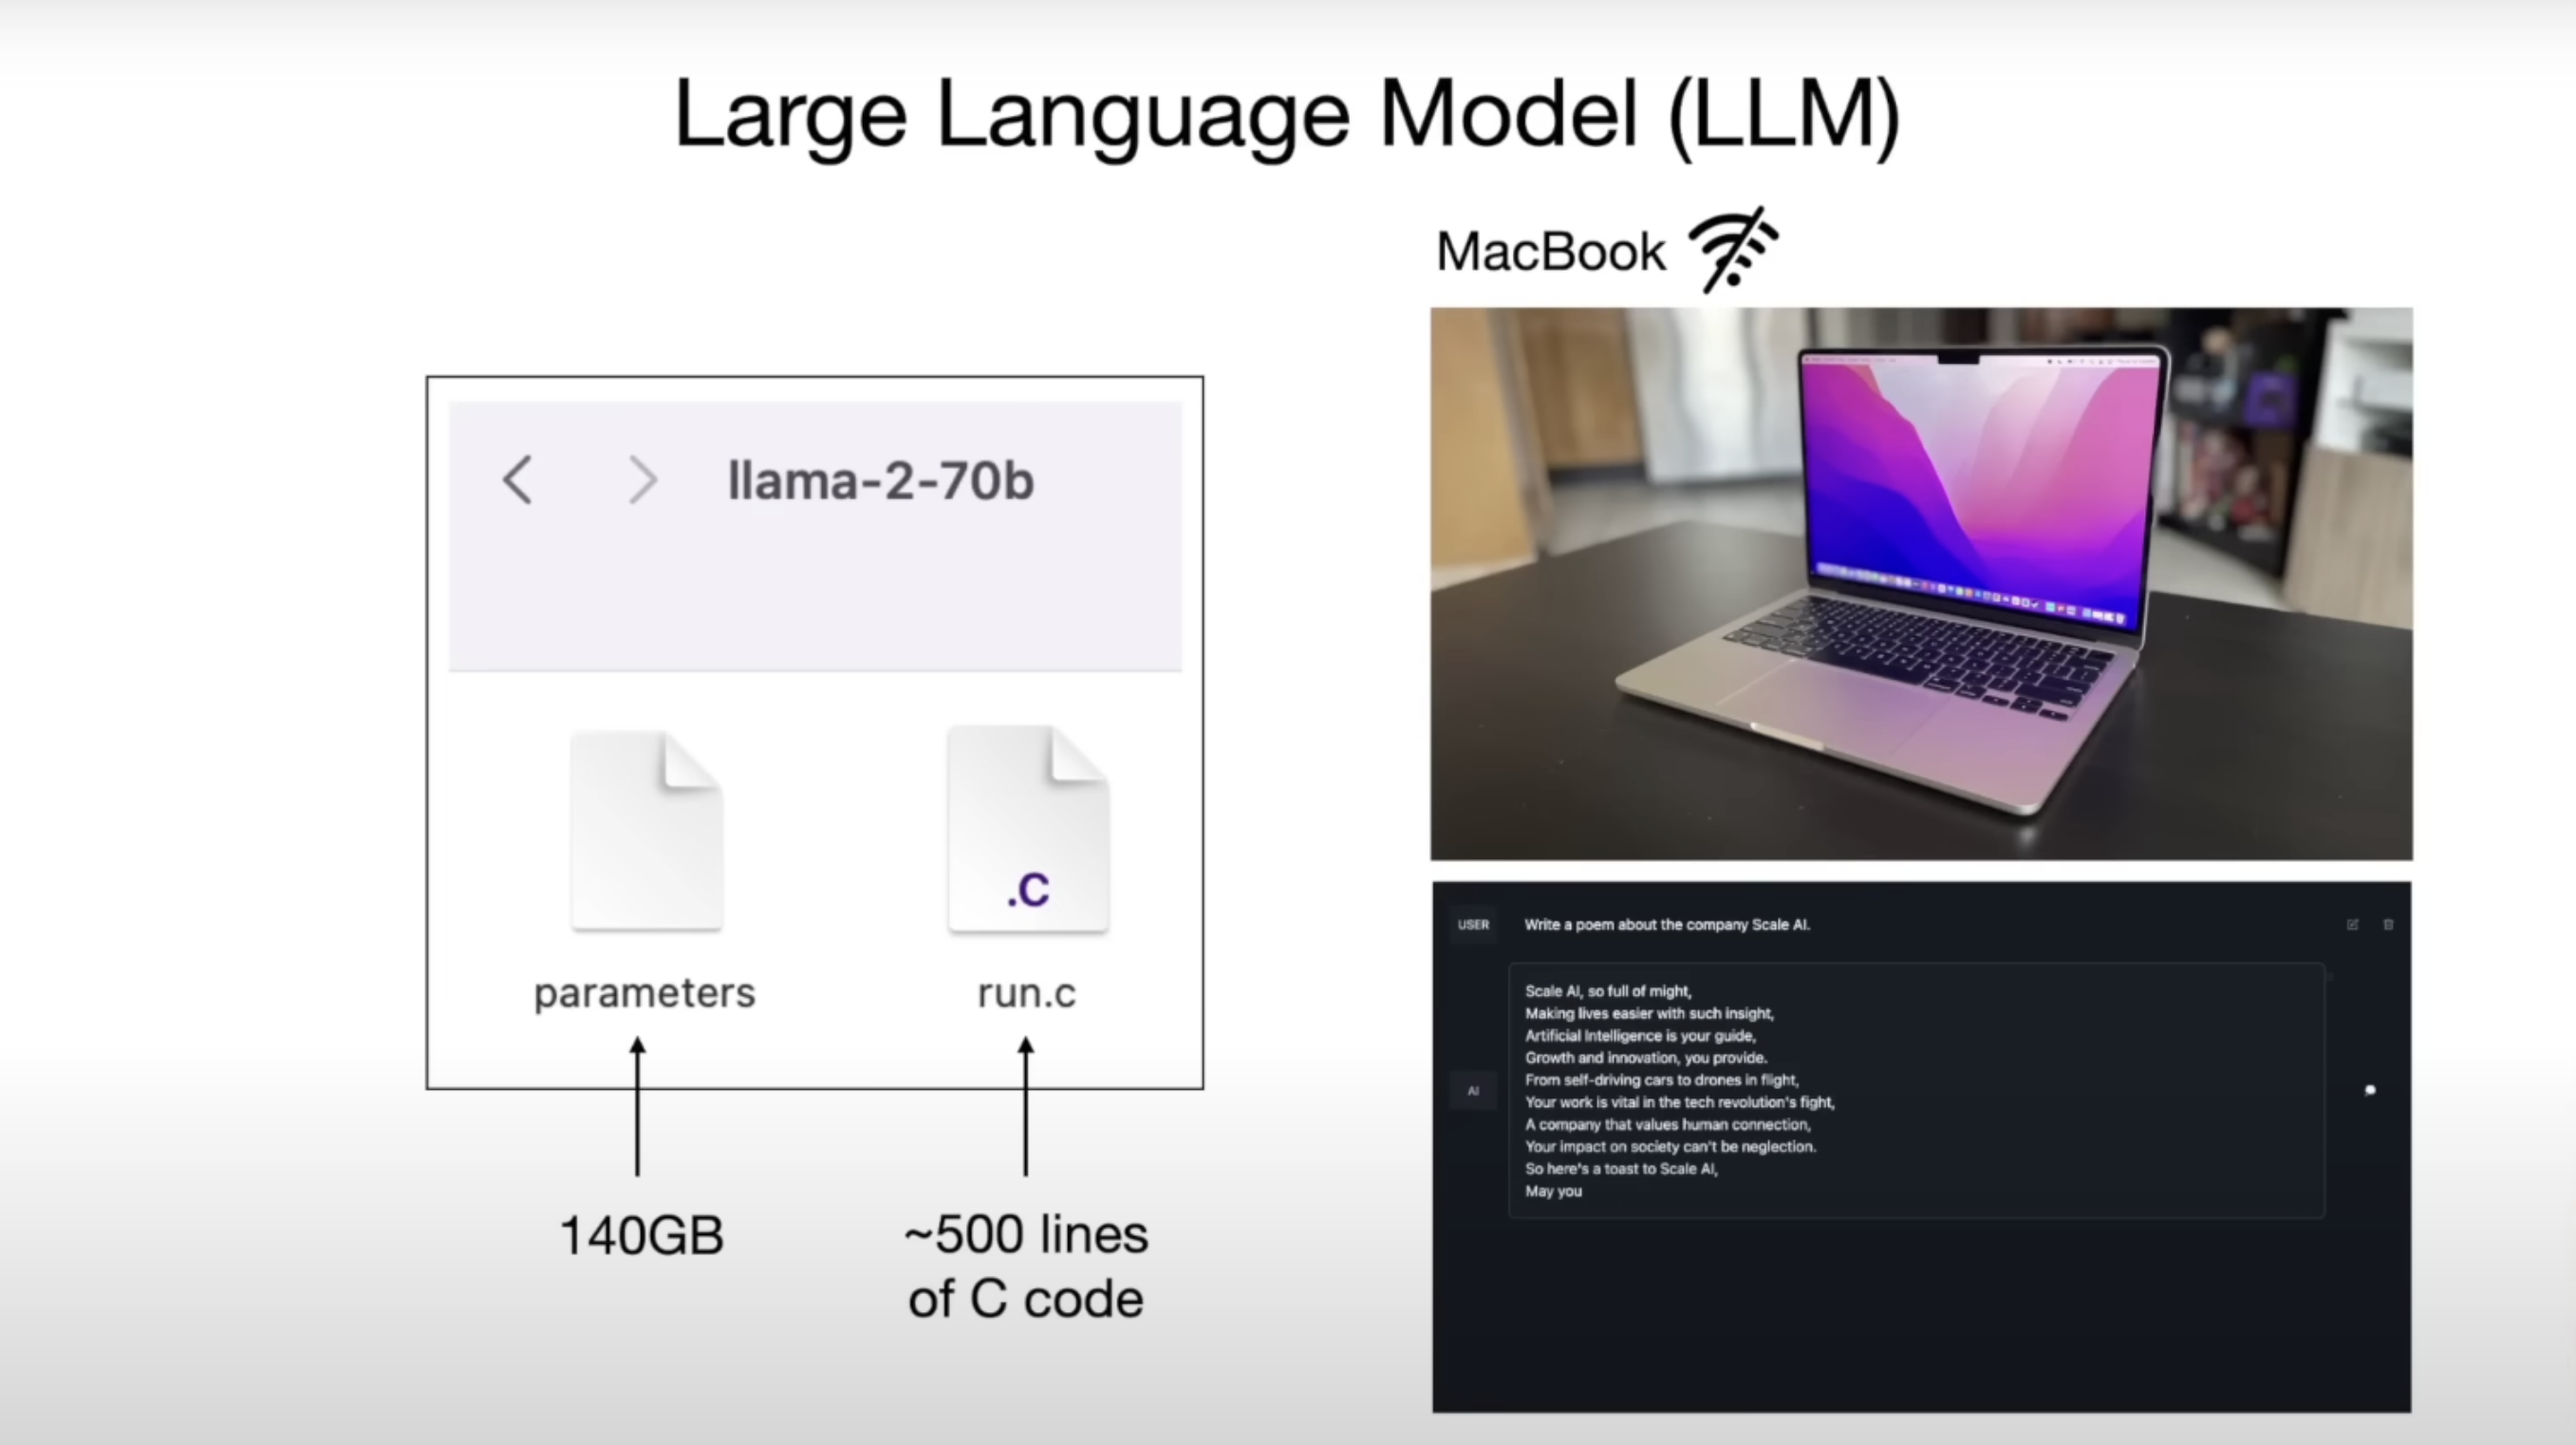 Large Language Model (LLM)
MacBook
llama-2-70b
.C
parameters
run.c
140GB
~500 lines
of C code
USER
Write a poem about the company Scale AI.
AI
Scale AI, so full of might,
Making lives easier with such insight,
Artificial Intelligence is your guide,
Growth and innovation, you provide.
From self-driving cars to drones in flight,
Your work is vital in the tech revolution's fight,
A company that values human connection,
Your impact on society can't be neglection.
So here's a toast to Scale AI,
May you